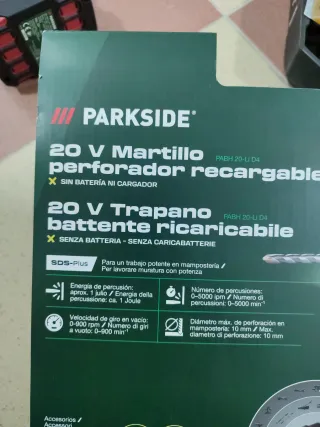 /// PARKSIDE®
20 V Martillo PABH 20-Li D4
perforador recargable
X SIN BATERÍA NI CARGADOR
20 V Trapano PABH 20-Li D4
battente ricaricabile
X SENZA BATTERIA - SENZA CARICABATTERIE
SDS-Plus
Para un trabajo potente en mampostería /
Per lavorare muratura con potenza
Energía de percusión:
aprox. 1 julio / Energia della
percussione: ca. 1 Joule
Número de percusiones:
0-5000 lpm / Numero di
percussioni: 0-5000 min⁻¹
Velocidad de giro en vacío:
0-900 rpm / Numero di giri
a vuoto: 0-900 min⁻¹
Diámetro máx. de perforación en
mampostería: 10 mm / Max.
diametro di perforazione: 10 mm
Accesorios /
Accessori